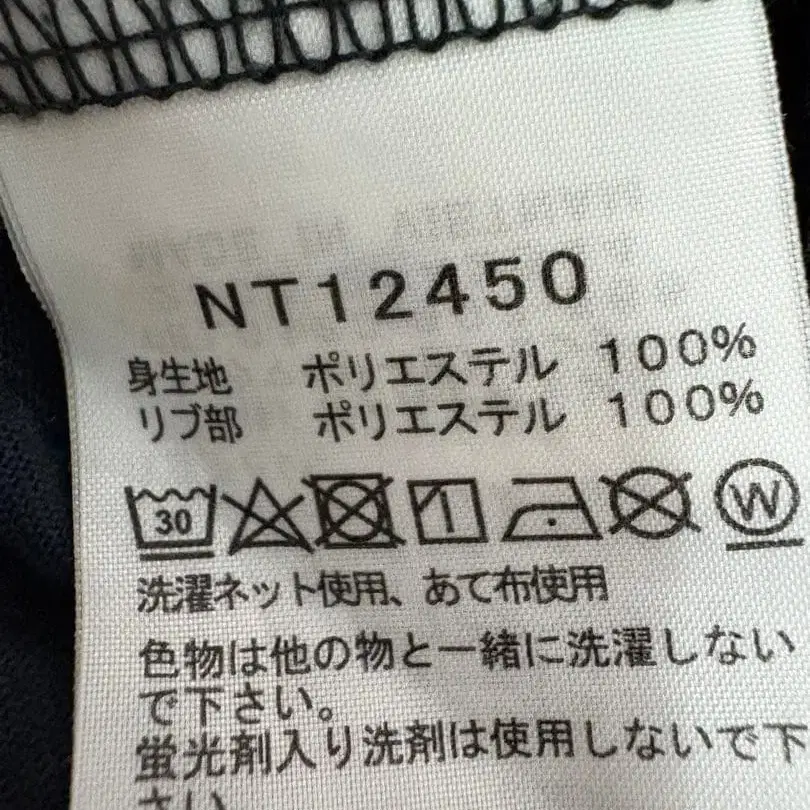 NT12450
身生地 ポリエステル 100%
リブ部 ポリエステル 100%
30 W
洗濯ネット使用、あて布使用
色物は他の物と一緒に洗濯しない
で下さい。
蛍光剤入り洗剤は使用しないで下
さい